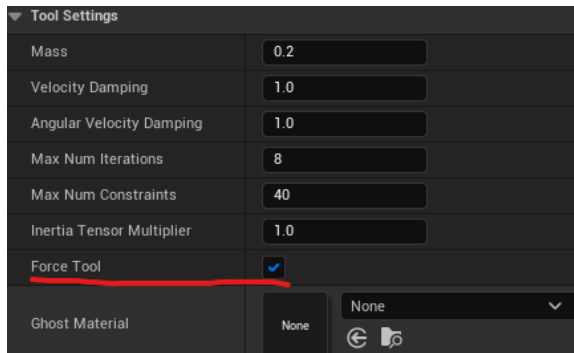 Tool Settings
Mass 0.2
Velocity Damping 1.0
Angular Velocity Damping 1.0
Max Num Iterations 8
Max Num Constraints 40
Inertia Tensor Multiplier 1.0
Force Tool
Ghost Material None None